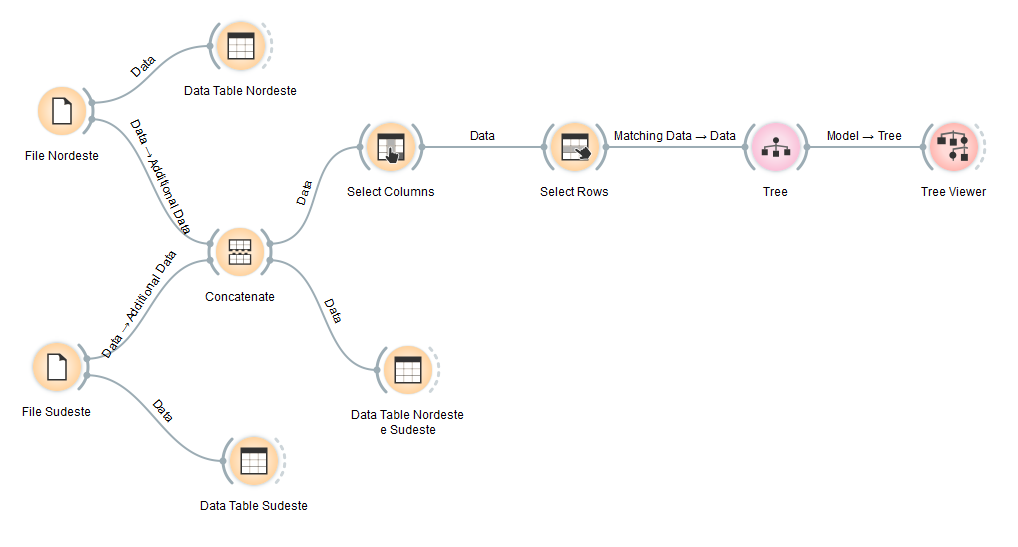 Data
Data Table Nordeste
File Nordeste
Data → Additional Data
Data
Select Columns
Data
Select Rows
Matching Data → Data
Tree
Model → Tree
Tree Viewer
Concatenate
Data → Additional Data
File Sudeste
Data
Data Table Nordeste
e Sudeste
Data
Data Table Sudeste